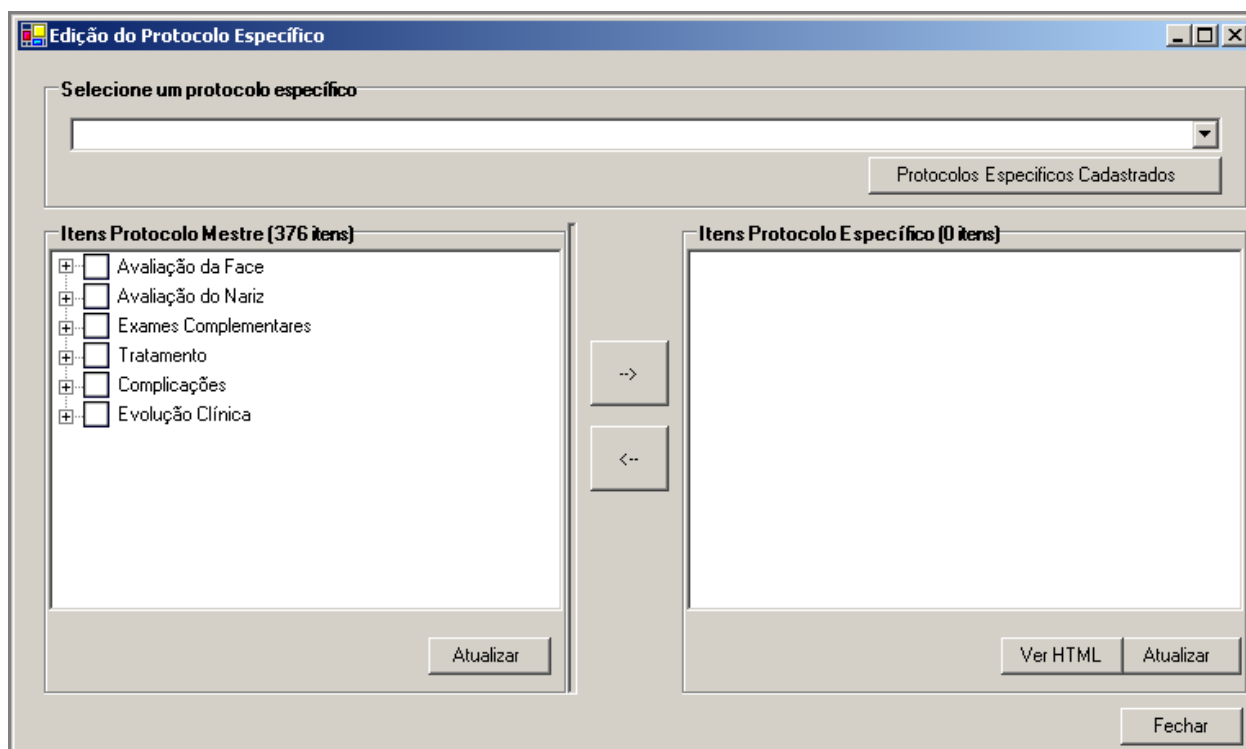 Edição do Protocolo Específico
Selecione um protocolo específico
Protocolos Específicos Cadastrados
Itens Protocolo Mestre (376 itens)
Avaliação da Face
Avaliação do Nariz
Exames Complementares
Tratamento
Complicações
Evolução Clínica
Atualizar
-->
<--
Itens Protocolo Específico (0 itens)
Ver HTML
Atualizar
Fechar